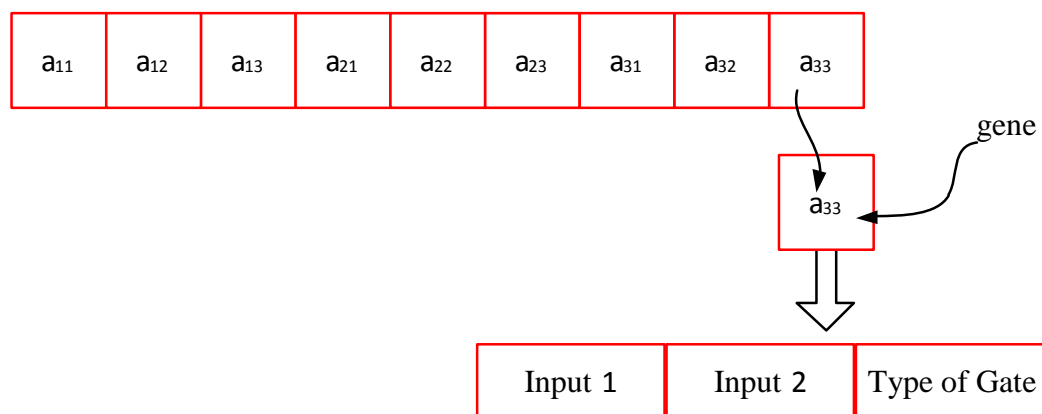 a₁₁ a₁₂ a₁₃ a₂₁ a₂₂ a₂₃ a₃₁ a₃₂ a₃₃
gene
a₃₃
Input 1 Input 2 Type of Gate